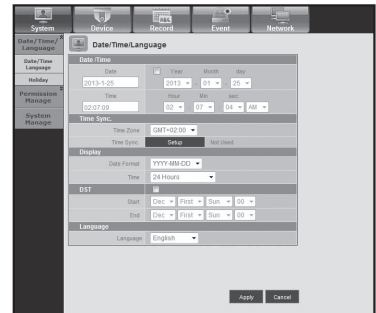 System Device Record Event Network
Date/Time/
Language
Date/Time
Language
Holiday
Permission
Manage
System
Manage
Date/Time/Language
Date /Time
Date Year Month day
2013-1-25 2013 - 01 - 25
Time Hour Min sec
02:07:09 02 - 07 - 04 AM
Time Sync.
Time Zone GMT+02:00
Time Sync. Setup Not Used
Display
Date Format YYYY-MM-DD
Time 24 Hours
DST
Start Dec First Sun 00
End Dec First Sun 00
Language
Language English
Apply Cancel